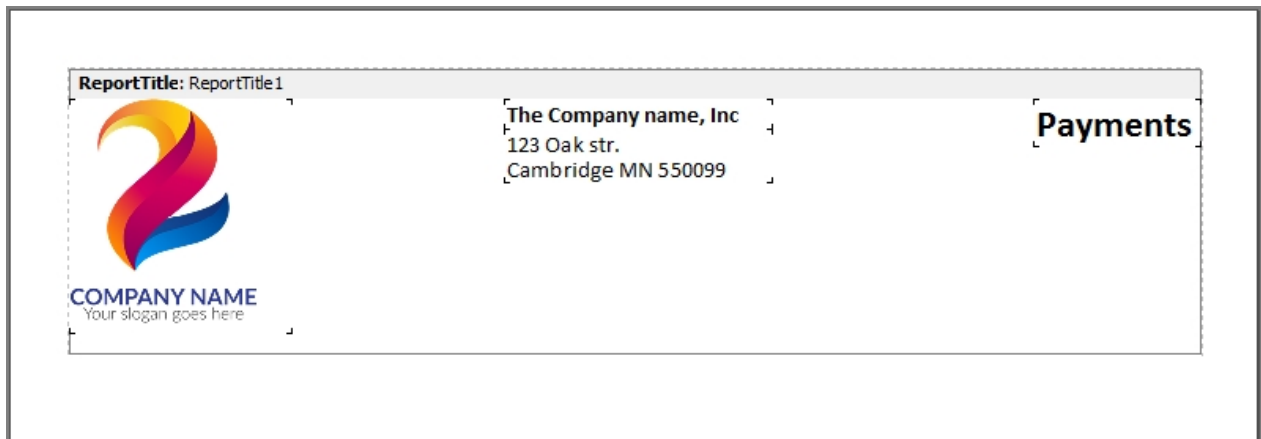 ReportTitle: ReportTitle1
The Company name, Inc
123 Oak str.
Cambridge MN 550099
Payments
COMPANY NAME
Your slogan goes here